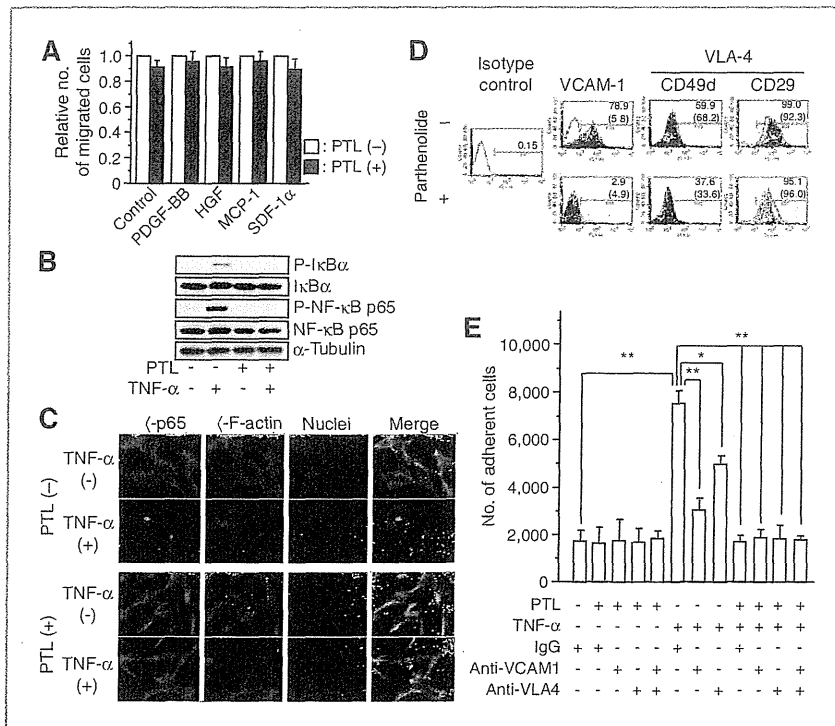 A
Relative no.
of migrated cells
1.0
0.8
0.6
0.4
0.2
0
: PTL (−)
: PTL (+)
Control
PDGF-BB
HGF
MCP-1
SDF-1α
B
P-IκBα
IκBα
P-NF-κB p65
NF-κB p65
α-Tubulin
PTL - - + +
TNF-α - + - +
C
⟨-p65 ⟨-F-actin Nuclei Merge
PTL (−)
TNF-α
(-)
TNF-α
(+)
PTL (+)
TNF-α
(-)
TNF-α
(+)
D
Isotype
control
VLA-4
VCAM-1 CD49d CD29
Parthenolide
−
+
0.15
78.9
(5.8)
59.9
(68.2)
99.0
(92.3)
2.9
(4.9)
37.6
(33.6)
95.1
(96.0)
E
No. of adherent cells
10,000
8,000
6,000
4,000
2,000
0
**
**
*
**
PTL - + + + + - - - + + + +
TNF-α - - - - - + + + + + + +
IgG + + - - - + - - + - - -
Anti-VCAM1 - - + - + - + - - + - +
Anti-VLA4 - - - + + - - + - - + +